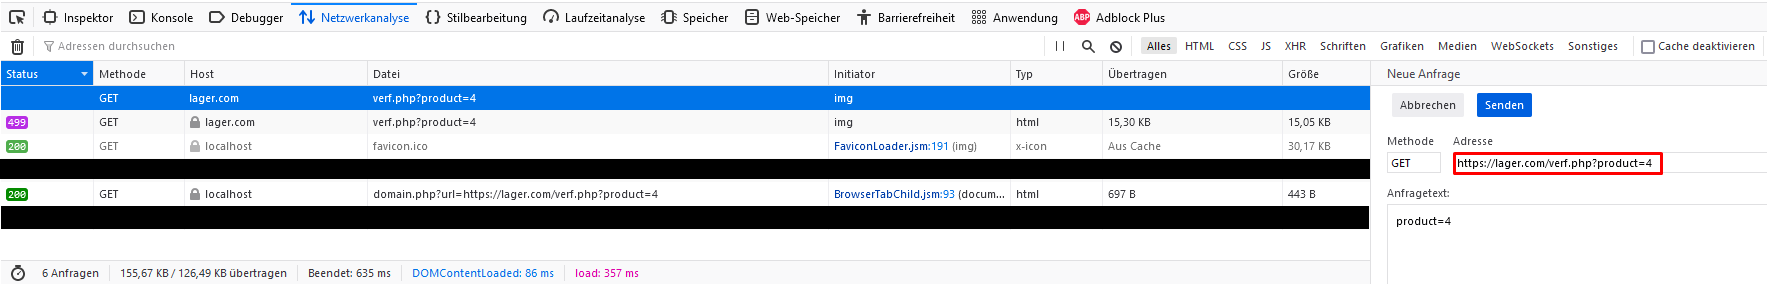 Inspektor Konsole Debugger Netzwerkanalyse Stilbearbeitung Laufzeitanalyse Speicher Web-Speicher Barrierefreiheit Anwendung ABP Adblock Plus
Adressen durchsuchen Alles HTML CSS JS XHR Schriften Grafiken Medien WebSockets Sonstiges Cache deaktivieren
Status Methode Host Datei Initiator Typ Übertragen Größe
GET lager.com verf.php?product=4 img
499 GET lager.com verf.php?product=4 img html 15,30 KB 15,05 KB
200 GET localhost favicon.ico FaviconLoader.jsm:191 (img) x-icon Aus Cache 30,17 KB
200 GET localhost domain.php?url=https://lager.com/verf.php?product=4 BrowserTabChild.jsm:93 (docum... html 697 B 443 B
6 Anfragen 155,67 KB / 126,49 KB übertragen Beendet: 635 ms DOMContentLoaded: 86 ms load: 357 ms
Neue Anfrage
Abbrechen Senden
Methode Adresse
GET https://lager.com/verf.php?product=4
Anfragetext:
product=4